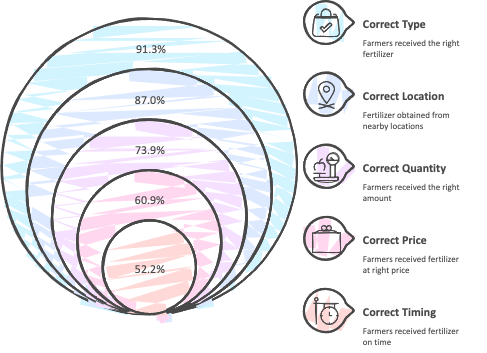 91.3%
87.0%
73.9%
60.9%
52.2%
Correct Type
Farmers received the right
fertilizer
Correct Location
Fertilizer obtained from
nearby locations
Correct Quantity
Farmers received the right
amount
Correct Price
Farmers received fertilizer
at right price
Correct Timing
Farmers received fertilizer
on time